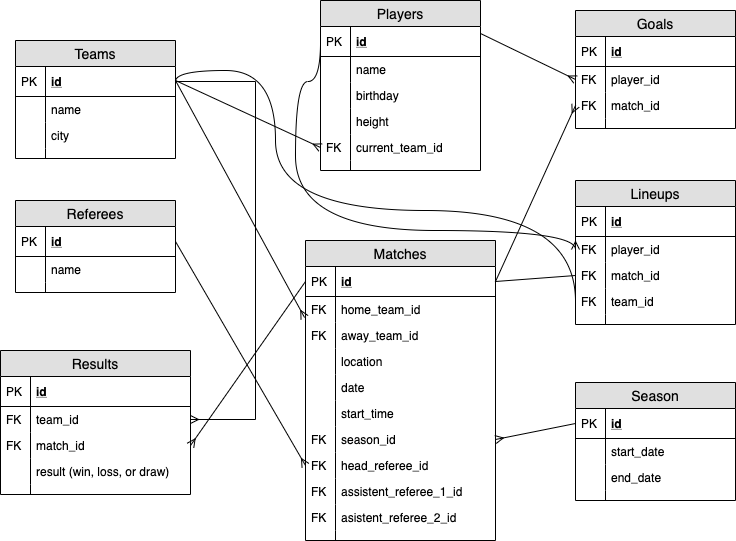 Teams
PK id
name
city
Players
PK id
name
birthday
height
FK current_team_id
Goals
PK id
FK player_id
FK match_id
Referees
PK id
name
Lineups
PK id
FK player_id
FK match_id
FK team_id
Matches
PK id
FK home_team_id
FK away_team_id
location
date
start_time
FK season_id
FK head_referee_id
FK assistent_referee_1_id
FK asistent_referee_2_id
Results
PK id
FK team_id
FK match_id
result (win, loss, or draw)
Season
PK id
start_date
end_date